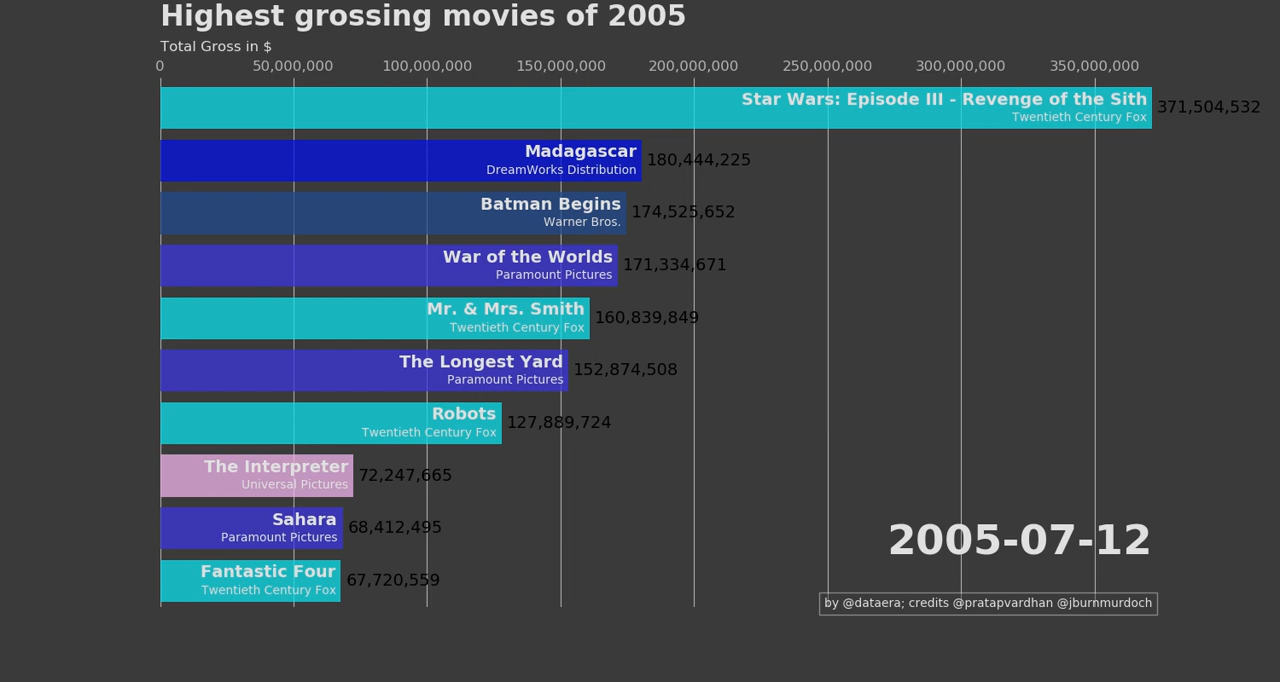 Highest grossing movies of 2005
Total Gross in $
0 50,000,000 100,000,000 150,000,000 200,000,000 250,000,000 300,000,000 350,000,000
Star Wars: Episode III - Revenge of the Sith 371,504,532
Twentieth Century Fox
Madagascar 180,444,225
DreamWorks Distribution
Batman Begins 174,525,652
Warner Bros.
War of the Worlds 171,334,671
Paramount Pictures
Mr. & Mrs. Smith 160,839,849
Twentieth Century Fox
The Longest Yard 152,874,508
Paramount Pictures
Robots 127,889,724
Twentieth Century Fox
The Interpreter 72,247,665
Universal Pictures
Sahara 68,412,495
Paramount Pictures
2005-07-12
Fantastic Four 67,720,559
Twentieth Century Fox
by @dataera; credits @pratapvardhan @jburnmurdoch